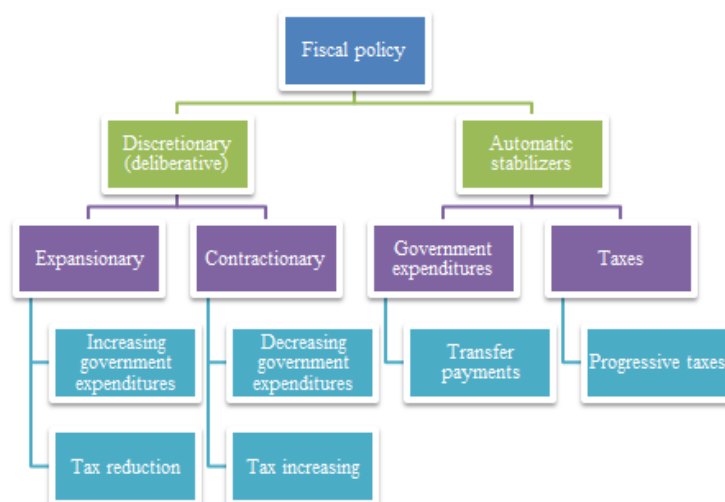 Fiscal policy
Discretionary
(deliberative)
Automatic
stabilizers
Expansionary
Contractionary
Government
expenditures
Taxes
Increasing
government
expenditures
Decreasing
government
expenditures
Transfer
payments
Progressive taxes
Tax reduction
Tax increasing